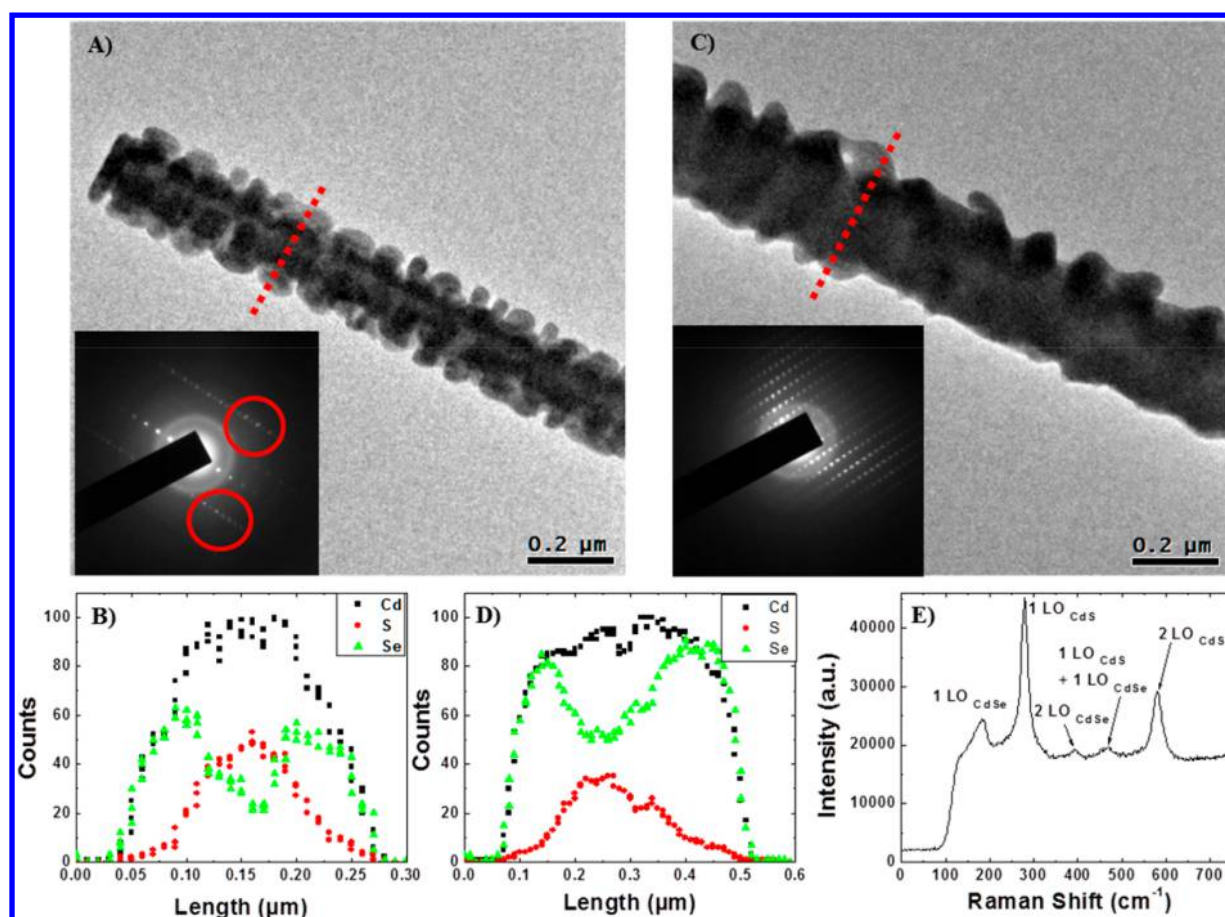 A)
C)
0.2 µm
0.2 µm
B)
Cd
S
Se
100
80
60
40
20
0
Counts
0.00 0.05 0.10 0.15 0.20 0.25 0.30
Length (µm)
D)
Cd
S
Se
100
80
60
40
20
0
Counts
0.0 0.1 0.2 0.3 0.4 0.5 0.6
Length (µm)
E)
1 LO CdS
1 LO CdSe
1 LO CdS
+ 1 LO CdSe
2 LO CdSe
2 LO CdS
40000
30000
20000
10000
0
Intensity (a.u.)
0 100 200 300 400 500 600 700
Raman Shift (cm-1)